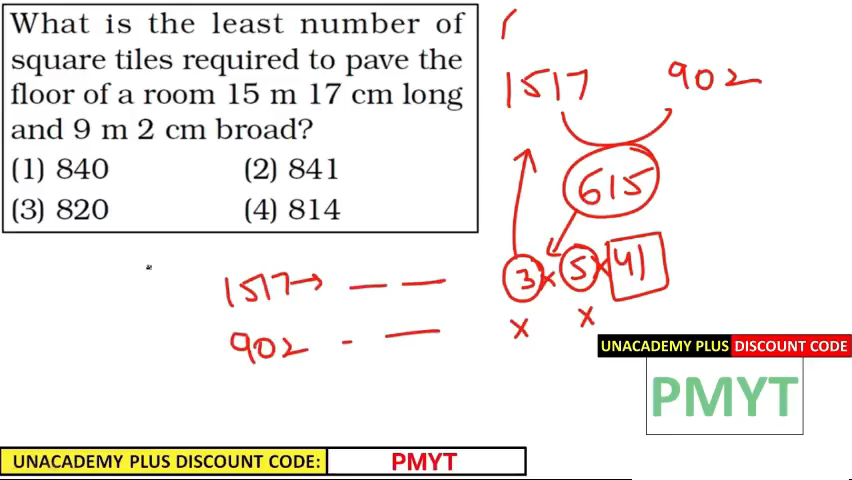 What is the least number of
square tiles required to pave the
floor of a room 15 m 17 cm long
and 9 m 2 cm broad?
(1) 840 (2) 841
(3) 820 (4) 814
1517 902
615
3 × 5 × 41
× ×
1517 → — —
902 - —
UNACADEMY PLUS DISCOUNT CODE
PMYT
UNACADEMY PLUS DISCOUNT CODE: PMYT